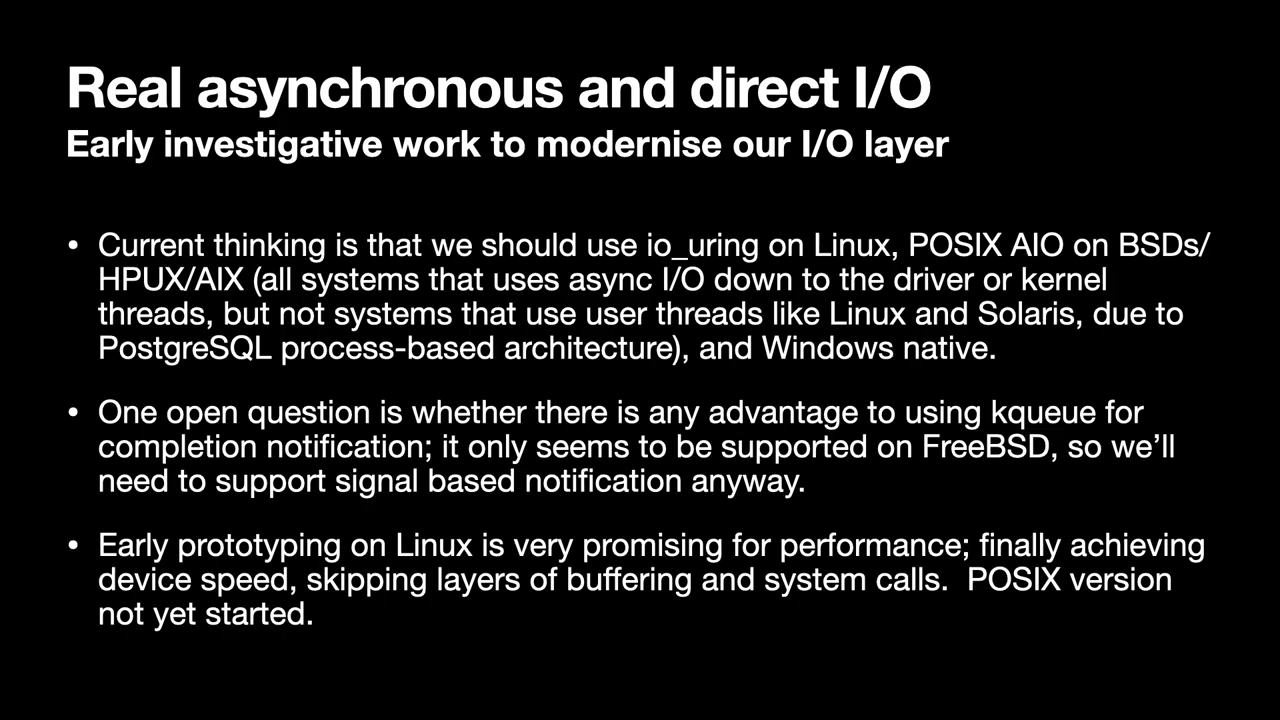 Real asynchronous and direct I/O
Early investigative work to modernise our I/O layer
• Current thinking is that we should use io_uring on Linux, POSIX AIO on BSDs/
HPUX/AIX (all systems that uses async I/O down to the driver or kernel
threads, but not systems that use user threads like Linux and Solaris, due to
PostgreSQL process-based architecture), and Windows native.
• One open question is whether there is any advantage to using kqueue for
completion notification; it only seems to be supported on FreeBSD, so we’ll
need to support signal based notification anyway.
• Early prototyping on Linux is very promising for performance; finally achieving
device speed, skipping layers of buffering and system calls.  POSIX version
not yet started.